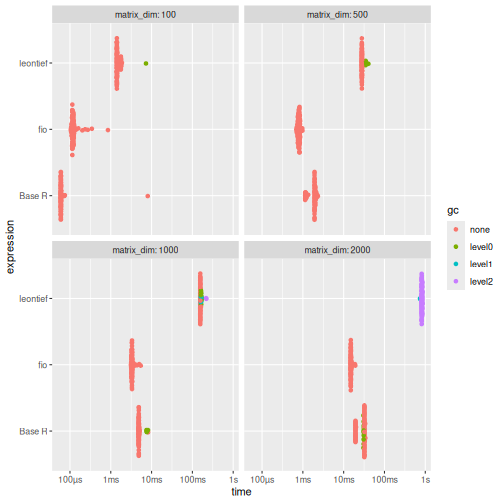 matrix_dim: 100
matrix_dim: 500
leontief
fio
Base R
matrix_dim: 1000
matrix_dim: 2000
leontief
fio
Base R
expression
100µs
1ms
10ms
100ms
1s
100µs
1ms
10ms
100ms
1s
time
gc
none
level0
level1
level2